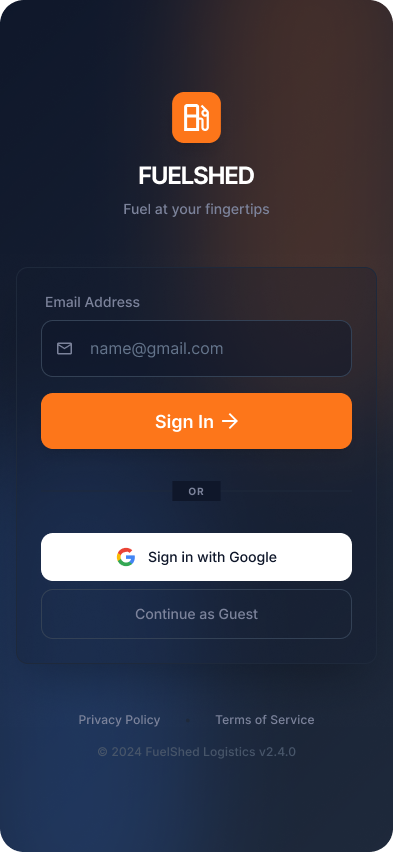 FUELSHED
Fuel at your fingertips
Email Address
name@gmail.com
Sign In →
OR
Sign in with Google
Continue as Guest
Privacy Policy
Terms of Service
© 2024 FuelShed Logistics v2.4.0